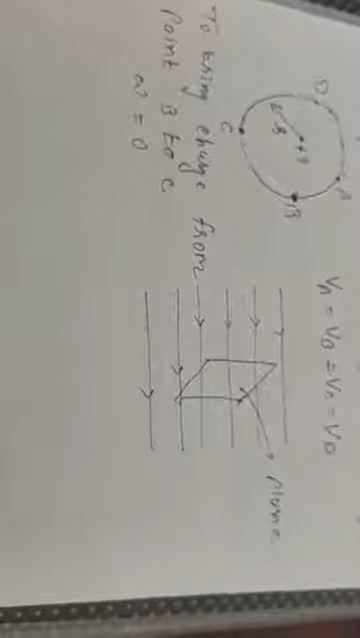 VA = VB = VC = VD
D
A
+q
B
C
To bring charge from
Point B to C
w = 0
Plane